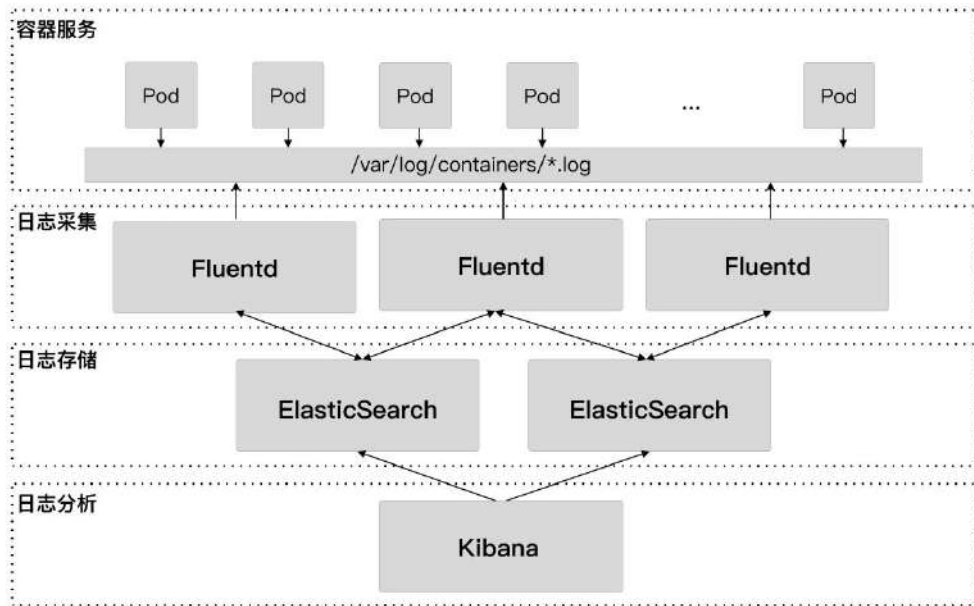 容器服务
Pod Pod Pod Pod ... Pod
/var/log/containers/*.log
日志采集
Fluentd Fluentd Fluentd
日志存储
ElasticSearch ElasticSearch
日志分析
Kibana